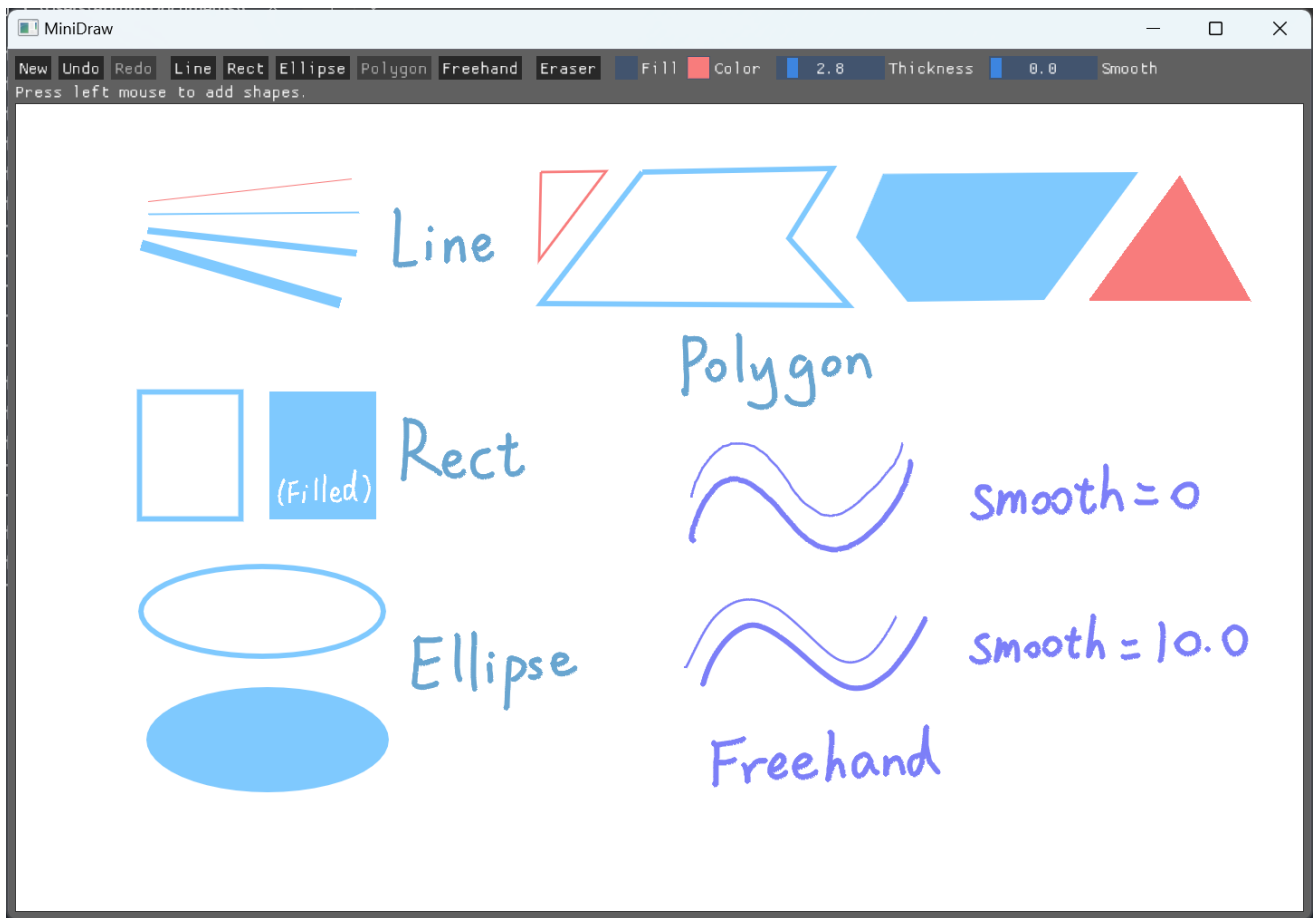 MiniDraw
New Undo Redo Line Rect Ellipse Polygon Freehand Eraser Fill Color 2.8 Thickness 0.0 Smooth
Press left mouse to add shapes.
Line
Polygon
Rect
(Filled)
smooth=0
Ellipse
smooth=10.0
Freehand